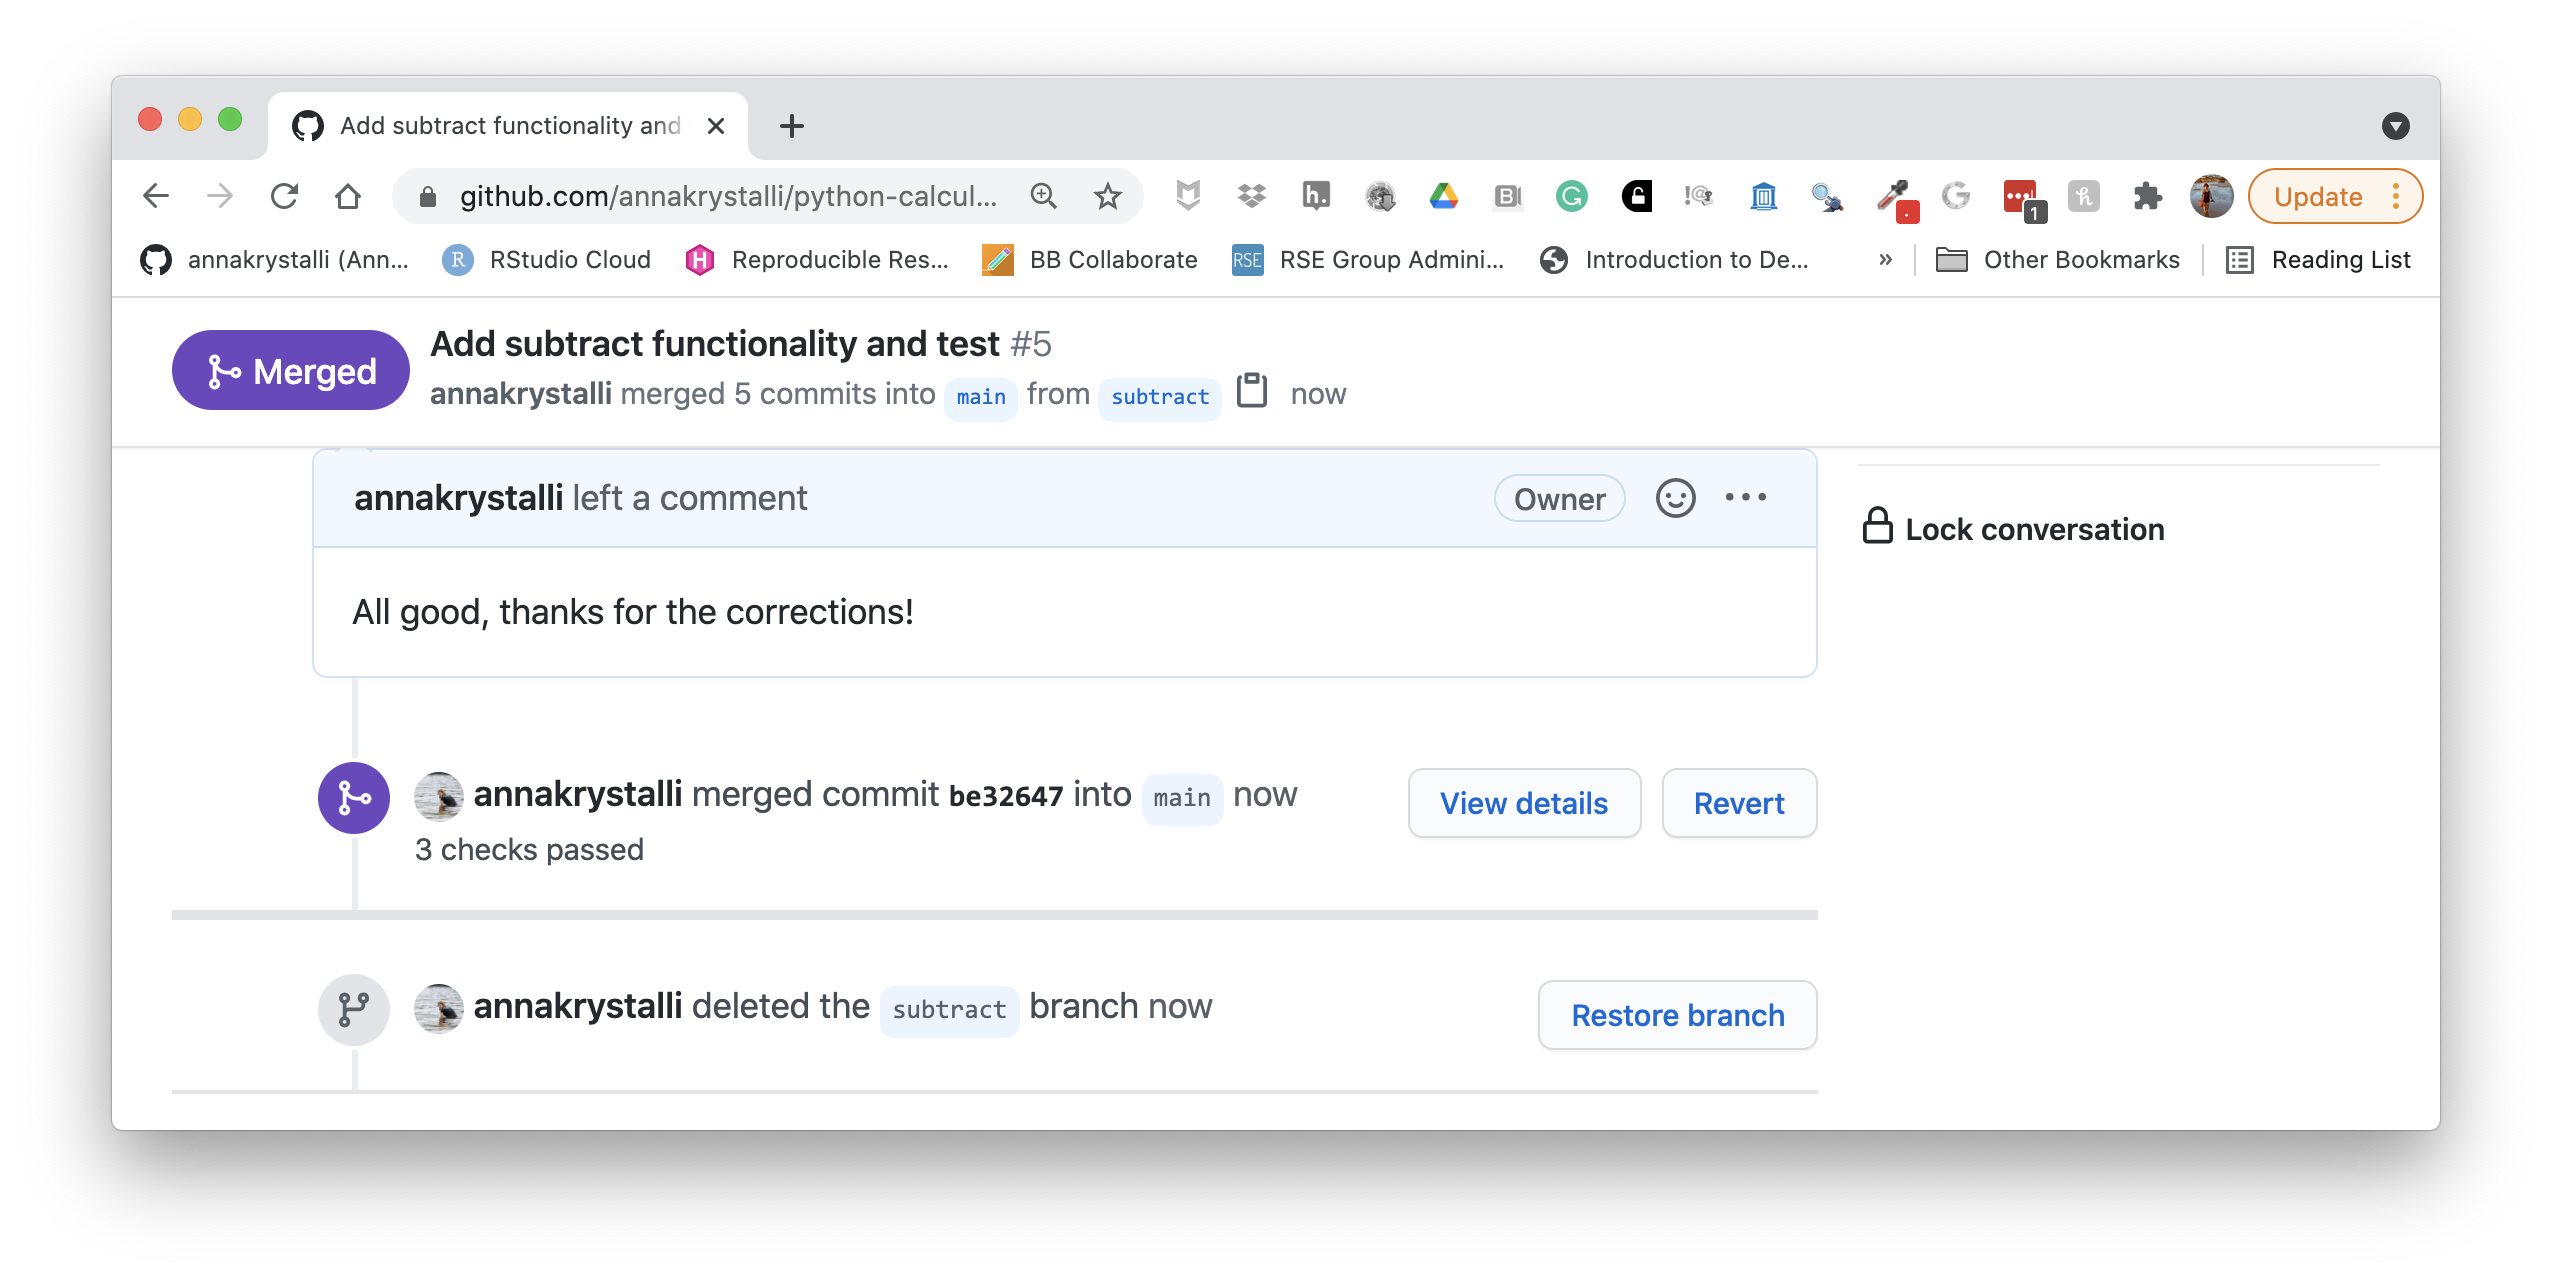 Add subtract functionality and
github.com/annakrystalli/python-calcul...
h.
B
G
!@?
1
Update
annakrystalli (Ann...
R RStudio Cloud
H Reproducible Res...
BB Collaborate
RSE RSE Group Admini...
Introduction to De...
»
Other Bookmarks
Reading List
Merged
Add subtract functionality and test #5
annakrystalli merged 5 commits into main from subtract now
annakrystalli left a comment
Owner
Lock conversation
All good, thanks for the corrections!
annakrystalli merged commit be32647 into main now
View details
Revert
3 checks passed
annakrystalli deleted the subtract branch now
Restore branch